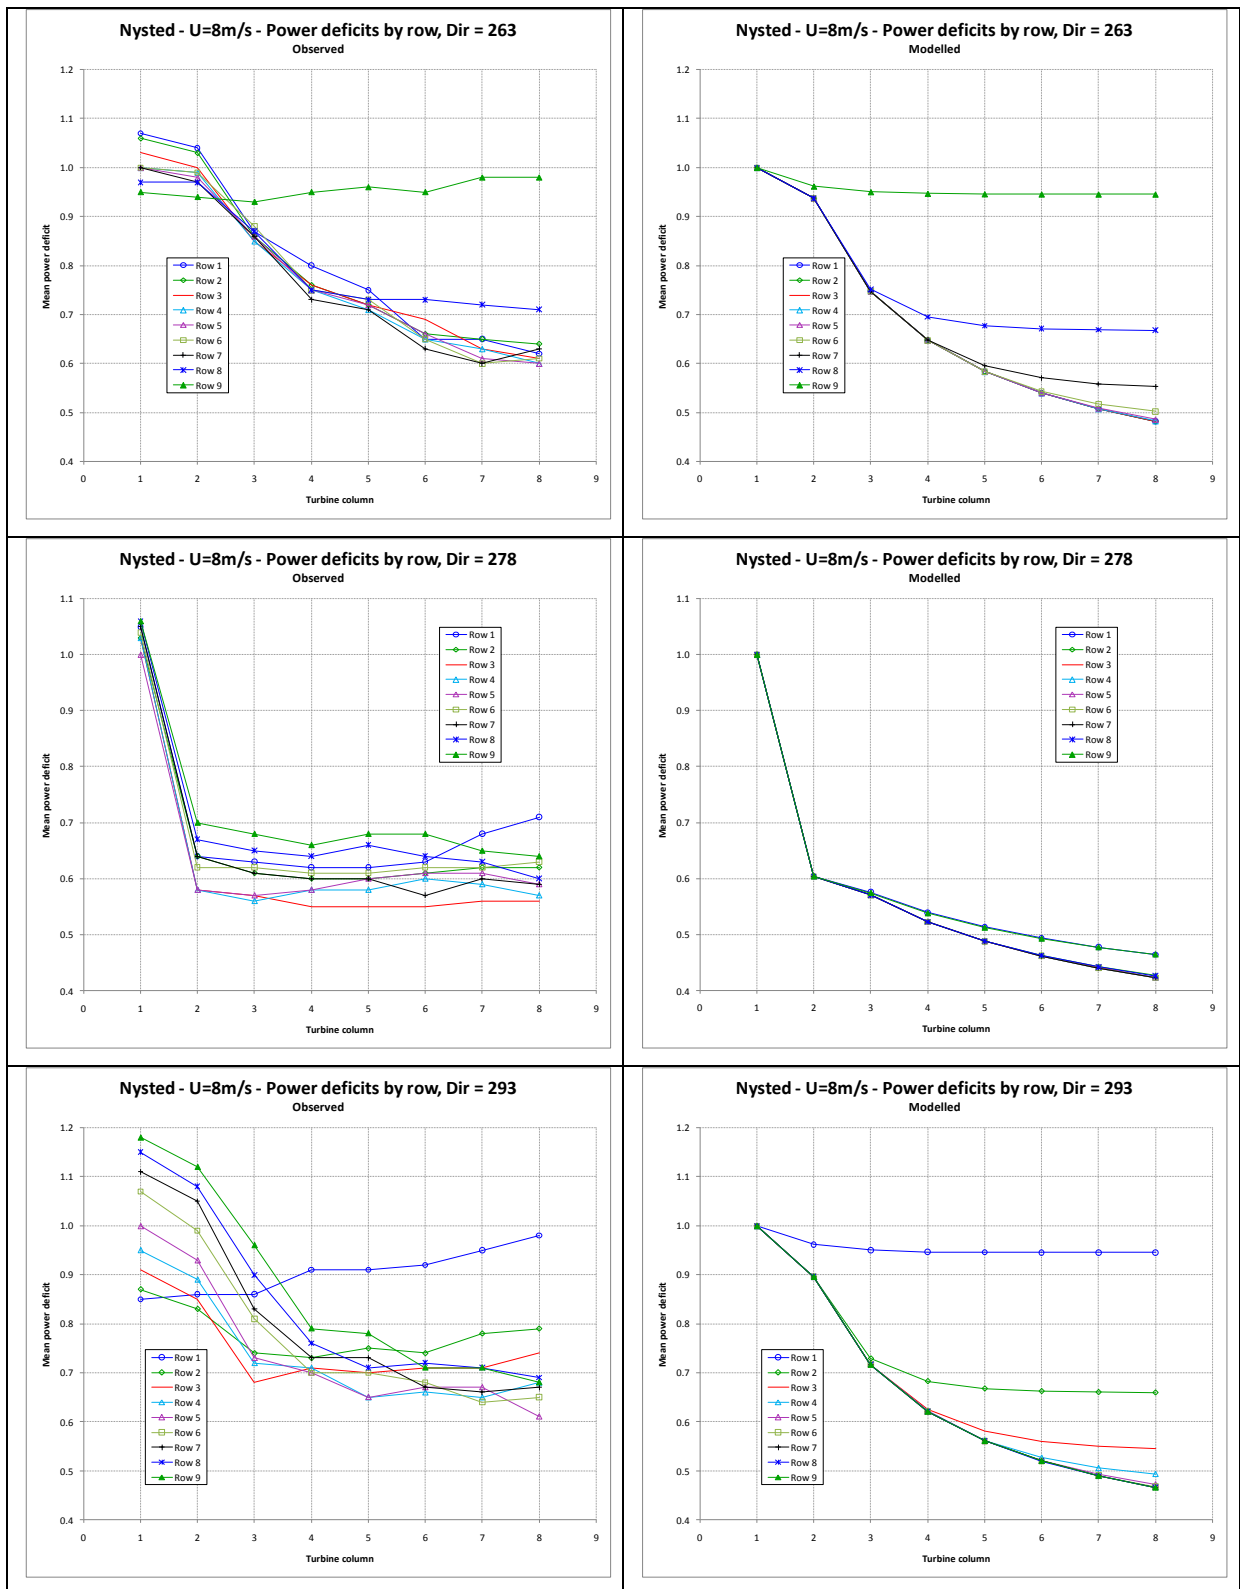 Nysted - U=8m/s - Power deficits by row, Dir = 263
Observed
1.2
1.1
1.0
0.9
0.8
0.7
0.6
0.5
0.4
Mean power deficit
Row 1
Row 2
Row 3
Row 4
Row 5
Row 6
Row 7
Row 8
Row 9
0 1 2 3 4 5 6 7 8 9
Turbine column
Nysted - U=8m/s - Power deficits by row, Dir = 263
Modelled
1.2
1.1
1.0
0.9
0.8
0.7
0.6
0.5
0.4
Mean power deficit
Row 1
Row 2
Row 3
Row 4
Row 5
Row 6
Row 7
Row 8
Row 9
0 1 2 3 4 5 6 7 8 9
Turbine column
Nysted - U=8m/s - Power deficits by row, Dir = 278
Observed
1.1
1.0
0.9
0.8
0.7
0.6
0.5
0.4
Mean power deficit
Row 1
Row 2
Row 3
Row 4
Row 5
Row 6
Row 7
Row 8
Row 9
0 1 2 3 4 5 6 7 8 9
Turbine column
Nysted - U=8m/s - Power deficits by row, Dir = 278
Modelled
1.1
1.0
0.9
0.8
0.7
0.6
0.5
0.4
Mean power deficit
Row 1
Row 2
Row 3
Row 4
Row 5
Row 6
Row 7
Row 8
Row 9
0 1 2 3 4 5 6 7 8 9
Turbine column
Nysted - U=8m/s - Power deficits by row, Dir = 293
Observed
1.2
1.1
1.0
0.9
0.8
0.7
0.6
0.5
0.4
Mean power deficit
Row 1
Row 2
Row 3
Row 4
Row 5
Row 6
Row 7
Row 8
Row 9
0 1 2 3 4 5 6 7 8 9
Turbine column
Nysted - U=8m/s - Power deficits by row, Dir = 293
Modelled
1.2
1.1
1.0
0.9
0.8
0.7
0.6
0.5
0.4
Mean power deficit
Row 1
Row 2
Row 3
Row 4
Row 5
Row 6
Row 7
Row 8
Row 9
0 1 2 3 4 5 6 7 8 9
Turbine column